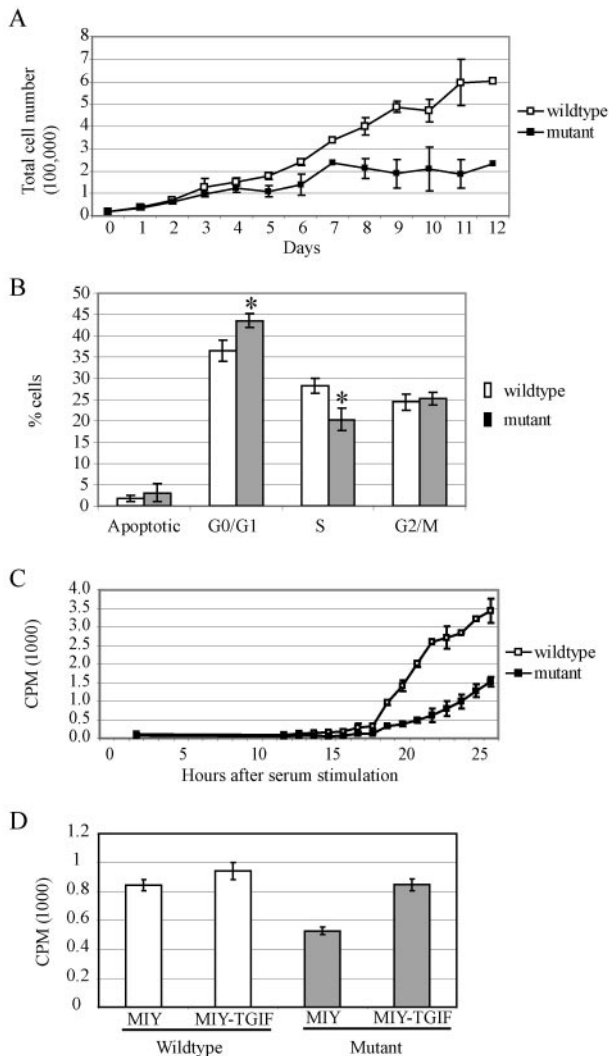 A
Total cell number
(100,000)
8
7
6
5
4
3
2
1
0
0 1 2 3 4 5 6 7 8 9 10 11 12
Days
wildtype
mutant
B
% cells
50
45
40
35
30
25
20
15
10
5
0
* *
Apoptotic G0/G1 S G2/M
wildtype
mutant
C
CPM (1000)
4.0
3.5
3.0
2.5
2.0
1.5
1.0
0.5
0.0
0 5 10 15 20 25
Hours after serum stimulation
wildtype
mutant
D
CPM (1000)
1.2
1
0.8
0.6
0.4
0.2
0
MIY MIY-TGIF MIY MIY-TGIF
Wildtype Mutant